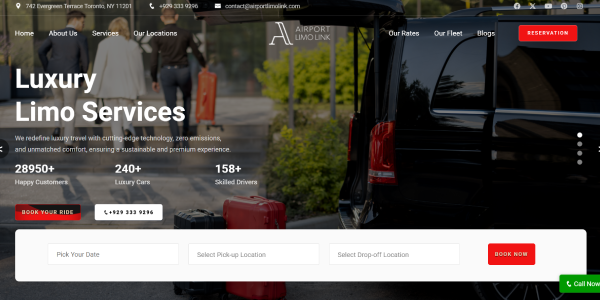 742 Evergreen Terrace Toronto, NY 11201
+929 333 9296
contact@airportlimolink.com
Home
About Us
Services
Our Locations
AIRPORT
LIMO LINK
Our Rates
Our Fleet
Blogs
RESERVATION
Luxury
Limo Services
We redefine luxury travel with cutting-edge technology, zero emissions,
and unmatched comfort, ensuring a sustainable and premium experience.
28950+
240+
158+
Happy Customers
Luxury Cars
Skilled Drivers
BOOK YOUR RIDE
+929 333 9296
Pick Your Date
Select Pick-up Location
Select Drop-off Location
BOOK NOW
Call Now